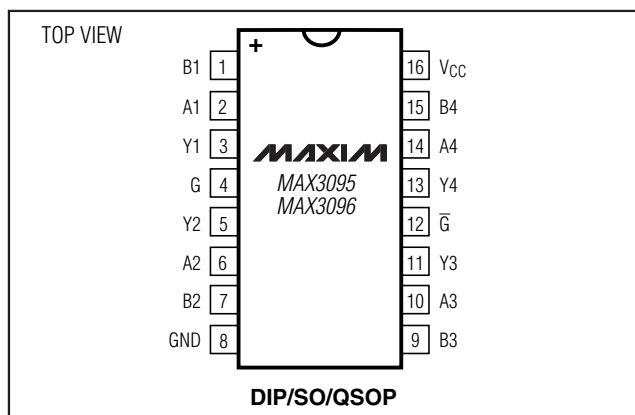 TOP VIEW
+
B1 1 16 VCC
A1 2 15 B4
Y1 3 14 A4
MAXIM
G 4 13 Y4
MAX3095
MAX3096
Y2 5 12 G̅
A2 6 11 Y3
B2 7 10 A3
GND 8 9 B3
DIP/SO/QSOP